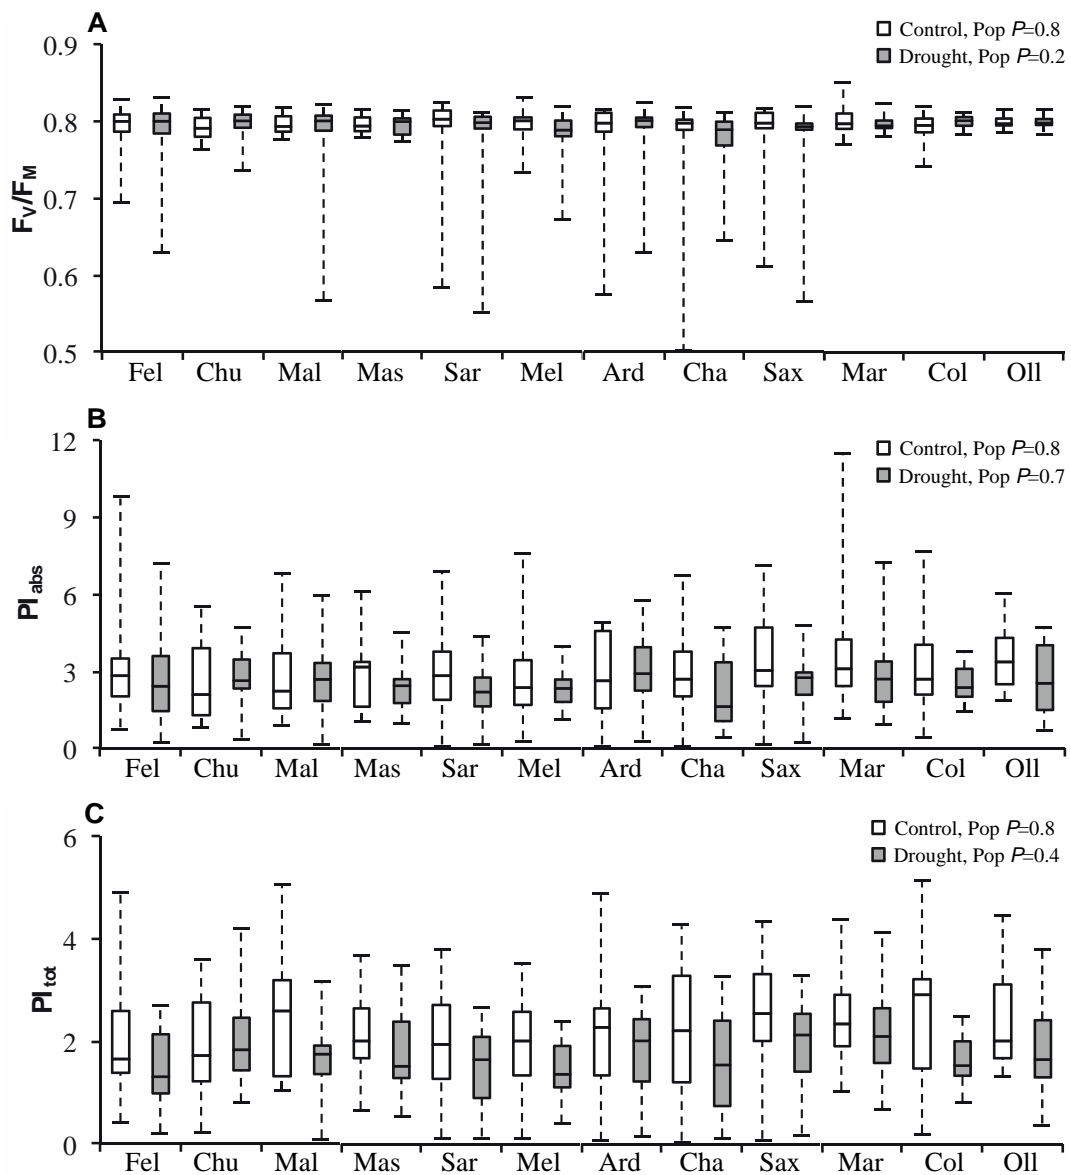 A
Control, Pop P=0.8
Drought, Pop P=0.2
0.9
0.8
0.7
0.6
0.5
FV/FM
Fel Chu Mal Mas Sar Mel Ard Cha Sax Mar Col Oll
B
Control, Pop P=0.8
Drought, Pop P=0.7
12
9
6
3
0
PIabs
Fel Chu Mal Mas Sar Mel Ard Cha Sax Mar Col Oll
C
Control, Pop P=0.8
Drought, Pop P=0.4
6
4
2
0
PItot
Fel Chu Mal Mas Sar Mel Ard Cha Sax Mar Col Oll